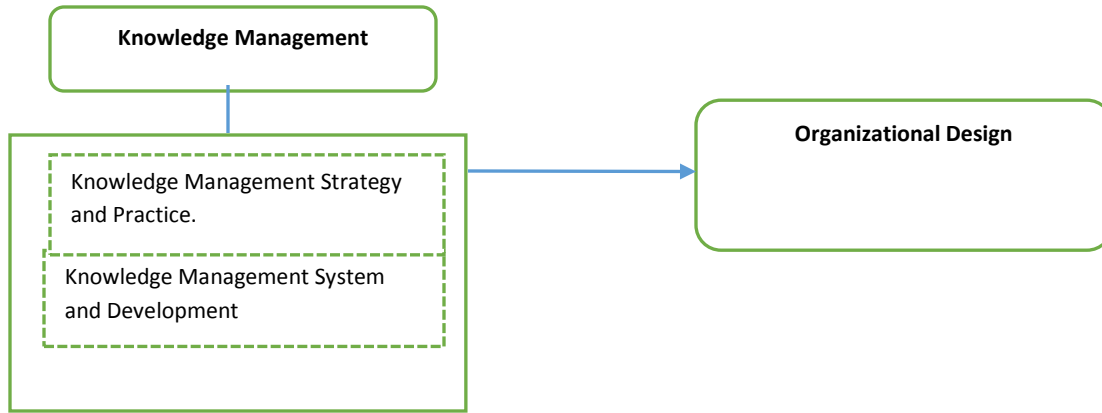 Knowledge Management
Organizational Design
Knowledge Management Strategy
and Practice.
Knowledge Management System
and Development